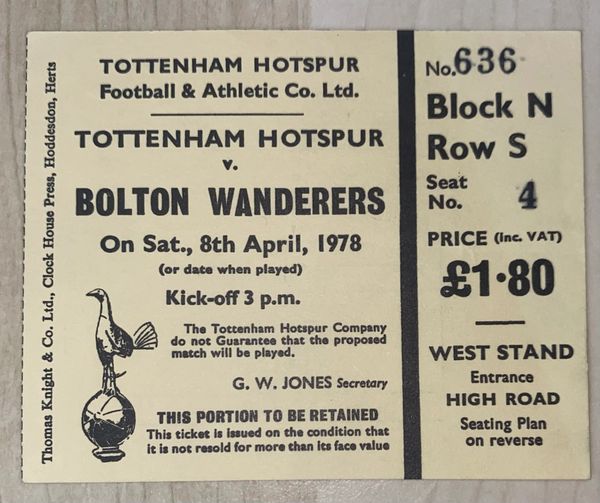 TOTTENHAM HOTSPUR
Football & Athletic Co. Ltd.
TOTTENHAM HOTSPUR
v.
BOLTON WANDERERS
On Sat., 8th April, 1978
(or date when played)
Kick-off 3 p.m.
The Tottenham Hotspur Company
do not Guarantee that the proposed
match will be played.
G. W. JONES Secretary
THIS PORTION TO BE RETAINED
This ticket is issued on the condition that
it is not resold for more than its face value
Thomas Knight & Co. Ltd., Clock House Press, Hoddesdon, Herts
No. 636
Block N
Row S
Seat
No. 4
PRICE (inc. VAT)
£1·80
WEST STAND
Entrance
HIGH ROAD
Seating Plan
on reverse